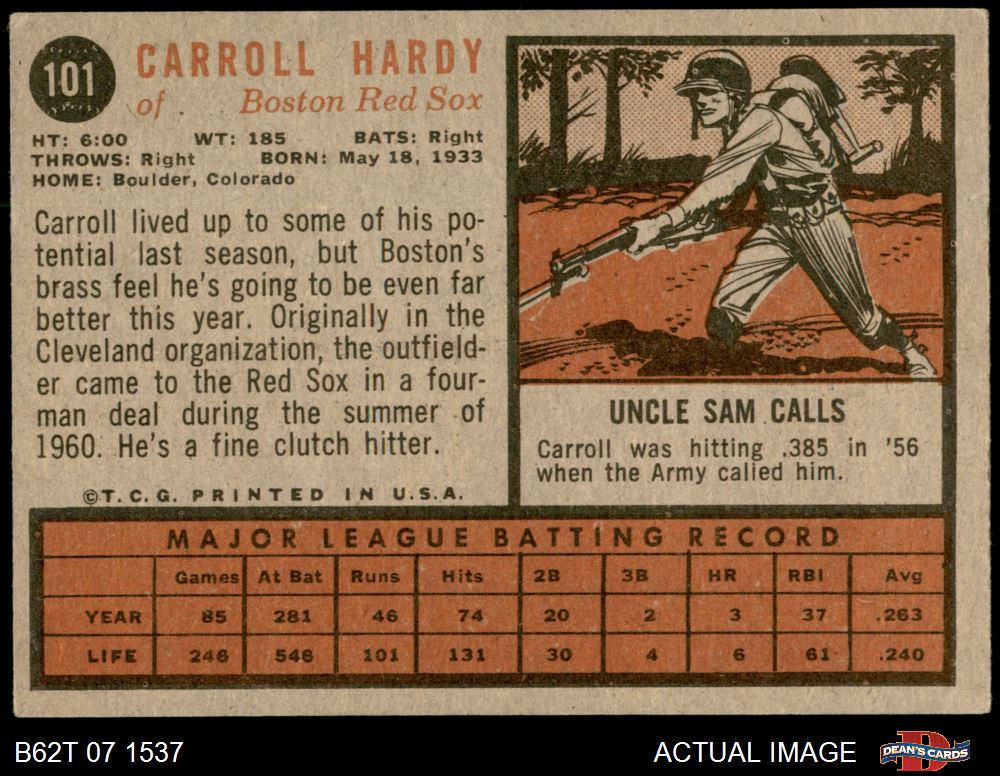 101
CARROLL HARDY
of Boston Red Sox
HT: 6:00 WT: 185 BATS: Right
THROWS: Right BORN: May 18, 1933
HOME: Boulder, Colorado
Carroll lived up to some of his po-
tential last season, but Boston's
brass feel he's going to be even far
better this year. Originally in the
Cleveland organization, the outfield-
er came to the Red Sox in a four-
man deal during the summer of
1960. He's a fine clutch hitter.
©T.C.G. PRINTED IN U.S.A.
UNCLE SAM CALLS
Carroll was hitting .385 in '56
when the Army called him.
MAJOR LEAGUE BATTING RECORD
Games At Bat Runs Hits 2B 3B HR RBI Avg
YEAR 85 281 46 74 20 2 3 37 .263
LIFE 246 546 101 131 30 4 6 61 .240
B62T 07 1537
ACTUAL IMAGE
D
DEAN'S CARDS